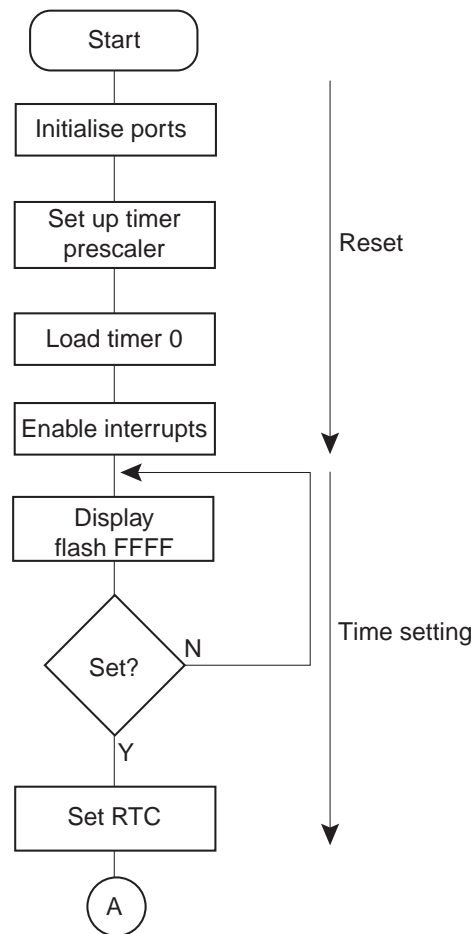 Start
Initialise ports
Set up timer
prescaler
Reset
Load timer 0
Enable interrupts
Display
flash FFFF
Time setting
N
Set?
Y
Set RTC
A